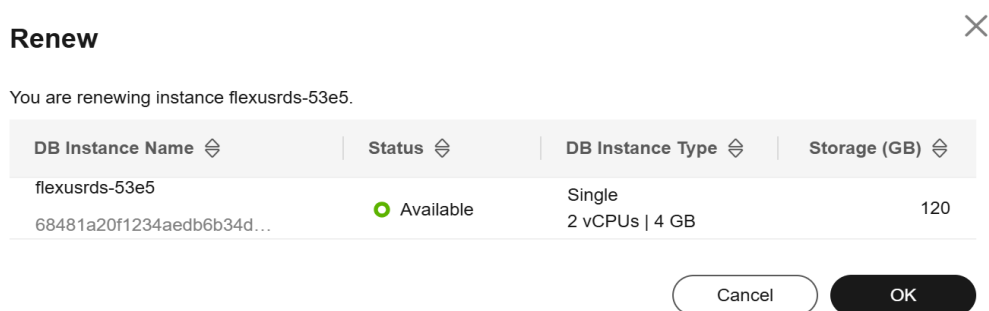 Renew
You are renewing instance flexusrds-53e5.
DB Instance Name Status DB Instance Type Storage (GB)
flexusrds-53e5
68481a20f1234aedb6b34d...
Available
Single
2 vCPUs | 4 GB
120
Cancel OK